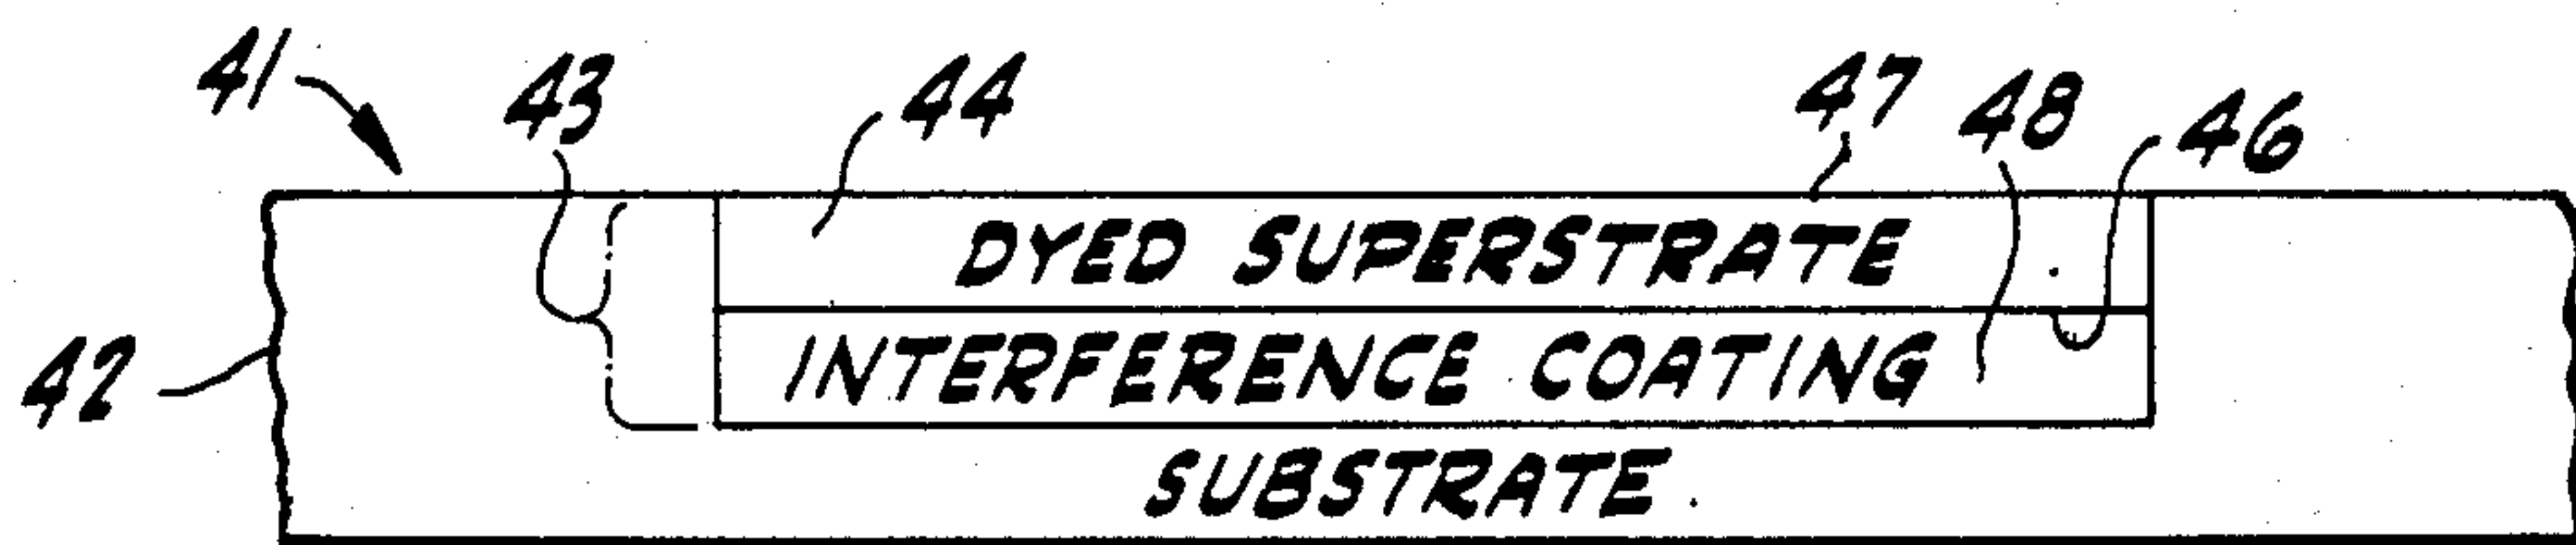 41
43
44
47
48
46
DYED SUPERSTRATE
INTERFERENCE COATING
42
SUBSTRATE.